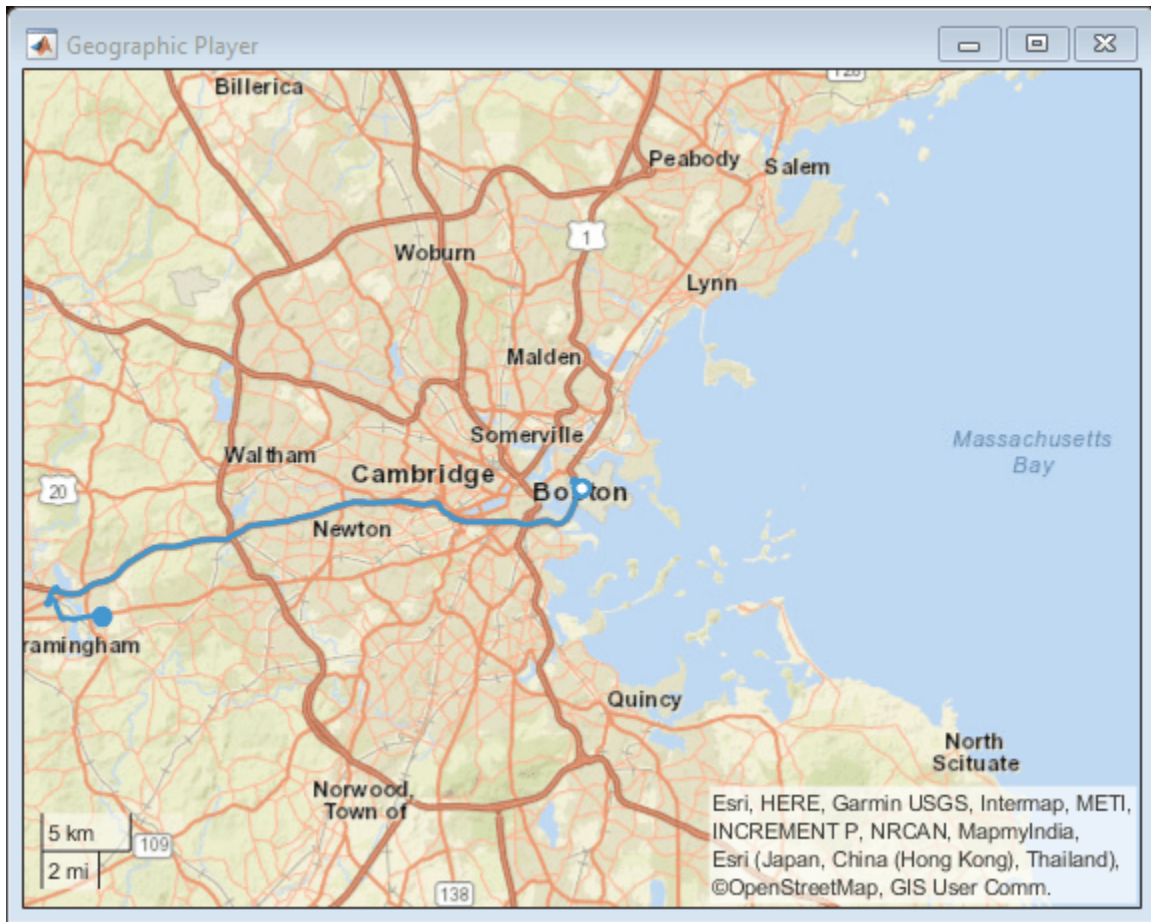 Geographic Player
128
Billerica
Peabody
Salem
1
Woburn
Lynn
Malden
Somerville
Massachusetts
Bay
Waltham
Cambridge
20
Boston
Newton
ramingham
Quincy
North
Scituate
Norwood,
Town of
5 km
2 mi
109
138
Esri, HERE, Garmin USGS, Intermap, METI,
INCREMENT P, NRCAN, MapmyIndia,
Esri (Japan, China (Hong Kong), Thailand),
©OpenStreetMap, GIS User Comm.